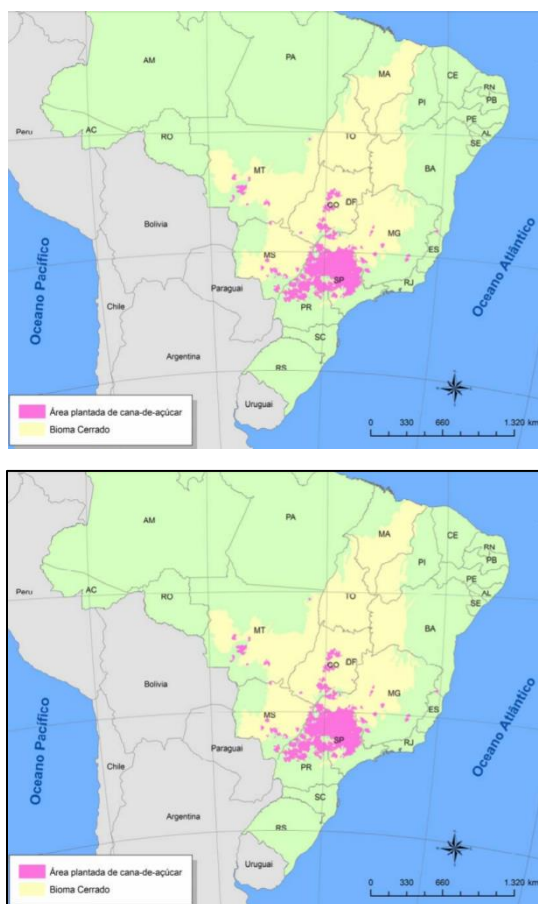 AM
PA
MA
CE
RN
PB
PI
PE
AL
SE
AC
RO
TO
BA
Peru
MT
GO
DF
Bolivia
MG
ES
MS
SP
RJ
Paraguai
PR
Chile
SC
Argentina
RS
Uruguai
Oceano Pacífico
Oceano Atlântico
Área plantada de cana-de-açúcar
Bioma Cerrado
0 330 660 1.320 km
AM
PA
MA
CE
RN
PB
PI
PE
AL
SE
AC
RO
TO
BA
Peru
MT
GO
DF
Bolivia
MG
ES
MS
SP
RJ
Paraguai
PR
Chile
SC
Argentina
RS
Uruguai
Oceano Pacífico
Oceano Atlântico
Área plantada de cana-de-açúcar
Bioma Cerrado
0 330 660 1.320 km